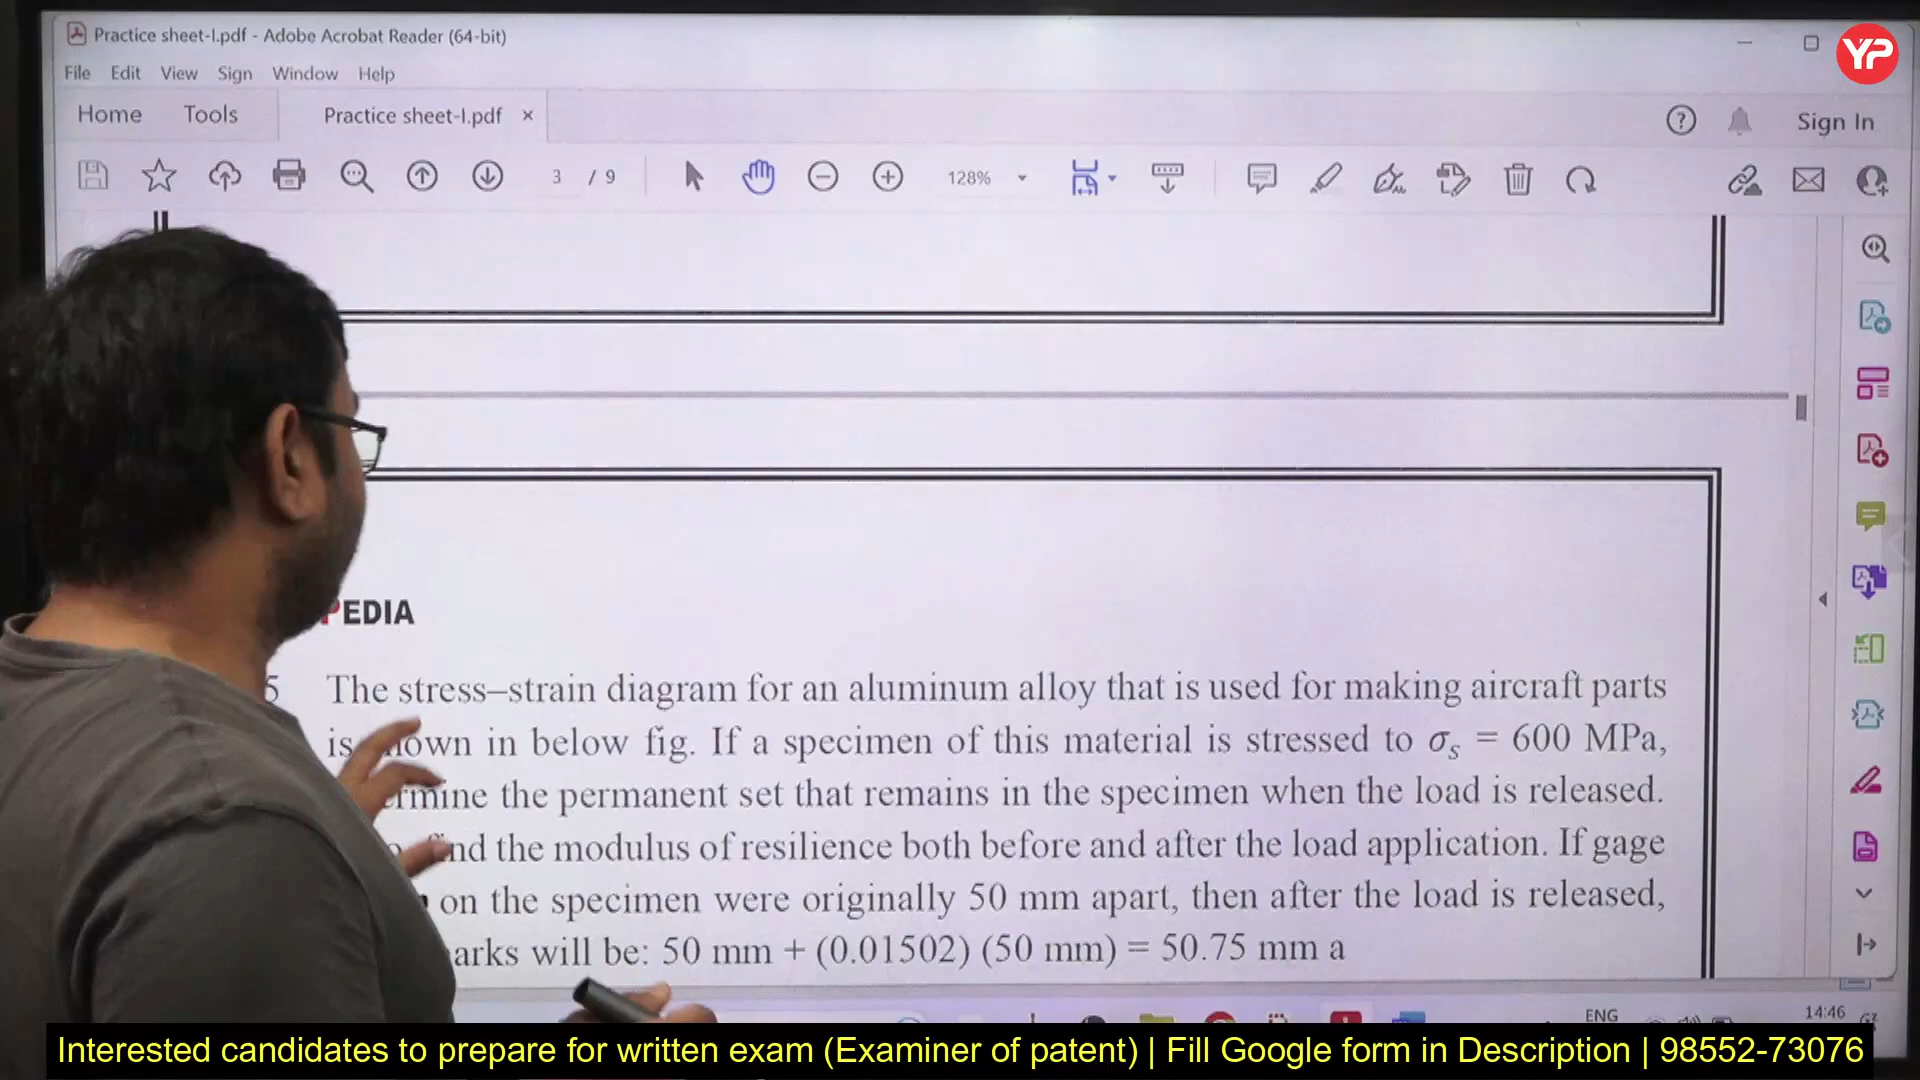 Practice sheet-I.pdf - Adobe Acrobat Reader (64-bit)
YP
File Edit View Sign Window Help
Home Tools Practice sheet-I.pdf × Sign In
3 / 9 128%
PEDIA
5 The stress–strain diagram for an aluminum alloy that is used for making aircraft parts
is shown in below fig. If a specimen of this material is stressed to σs = 600 MPa,
ermine the permanent set that remains in the specimen when the load is released.
find the modulus of resilience both before and after the load application. If gage
on the specimen were originally 50 mm apart, then after the load is released,
arks will be: 50 mm + (0.01502) (50 mm) = 50.75 mm a
ENG
14:46
Interested candidates to prepare for written exam (Examiner of patent) | Fill Google form in Description | 98552-73076